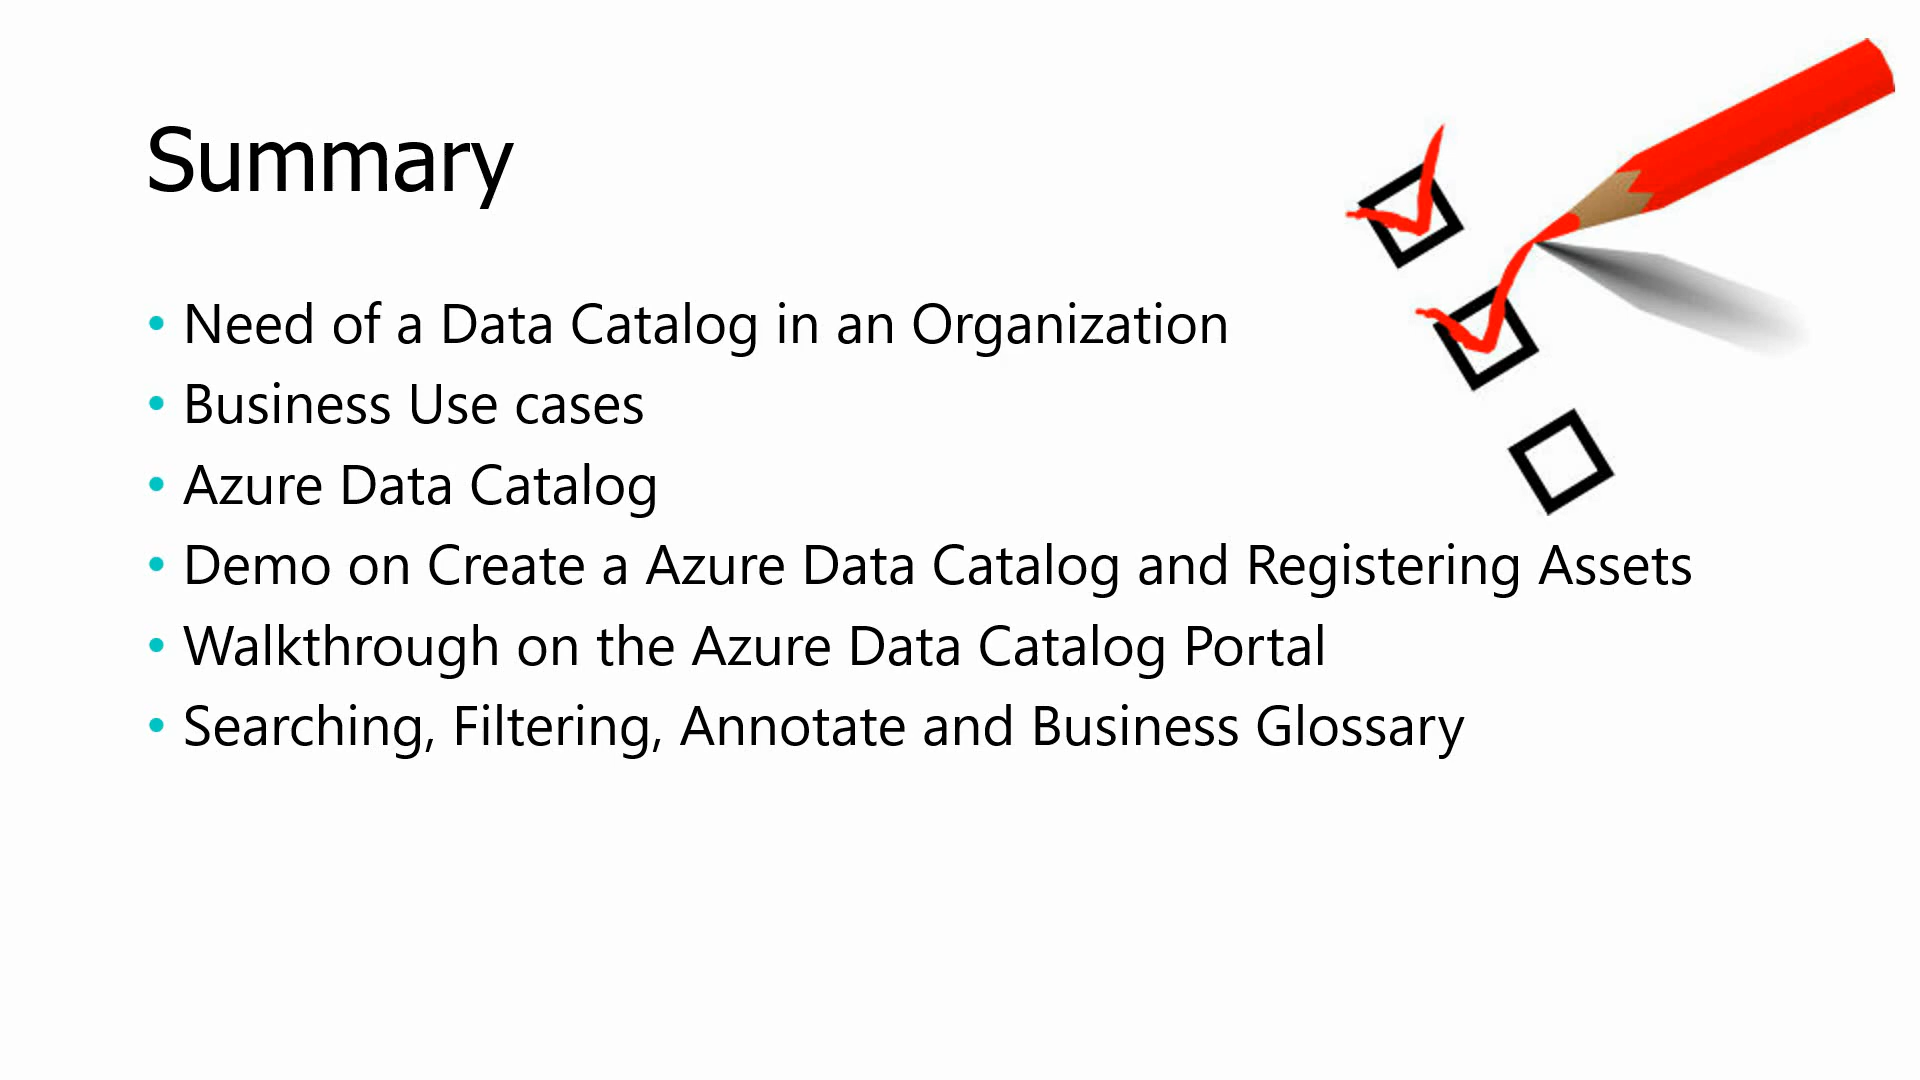 Summary
• Need of a Data Catalog in an Organization
• Business Use cases
• Azure Data Catalog
• Demo on Create a Azure Data Catalog and Registering Assets
• Walkthrough on the Azure Data Catalog Portal
• Searching, Filtering, Annotate and Business Glossary